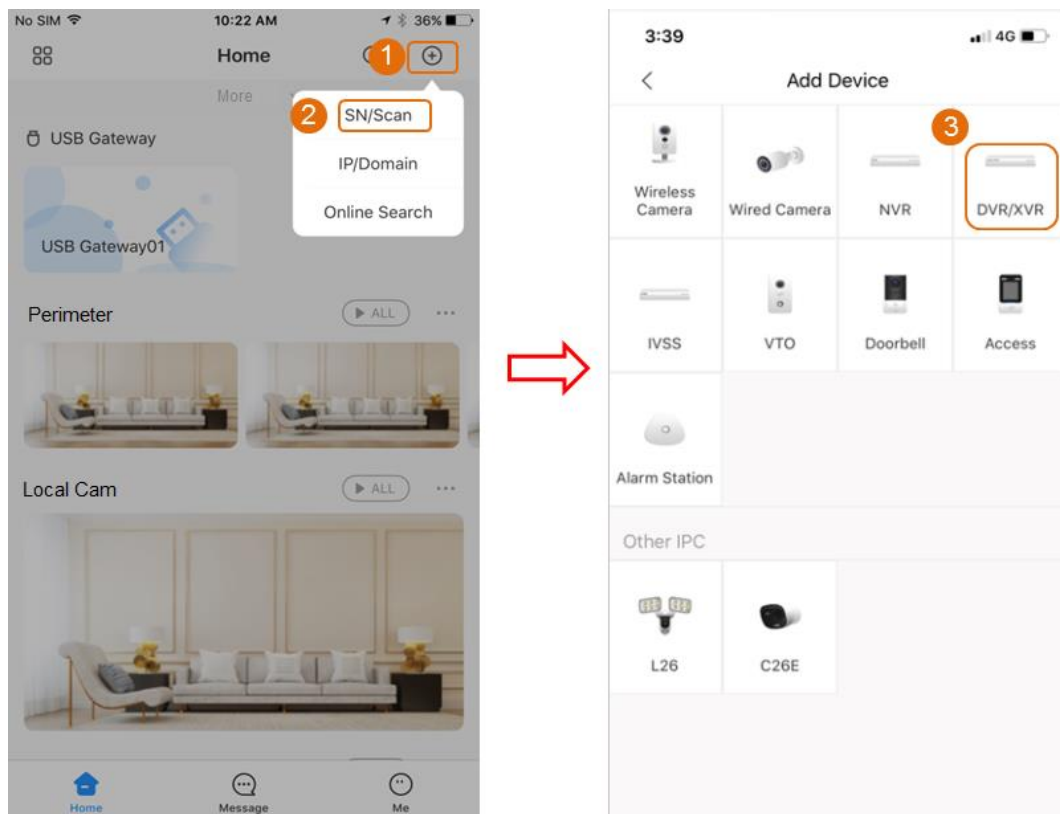 No SIM 10:22 AM 36%
Home
1
More
2
SN/Scan
IP/Domain
Online Search
USB Gateway
USB Gateway01
Perimeter
ALL
Local Cam
ALL
Home Message Me
3:39 4G
Add Device
3
Wireless
Camera
Wired Camera
NVR
DVR/XVR
IVSS
VTO
Doorbell
Access
Alarm Station
Other IPC
L26
C26E